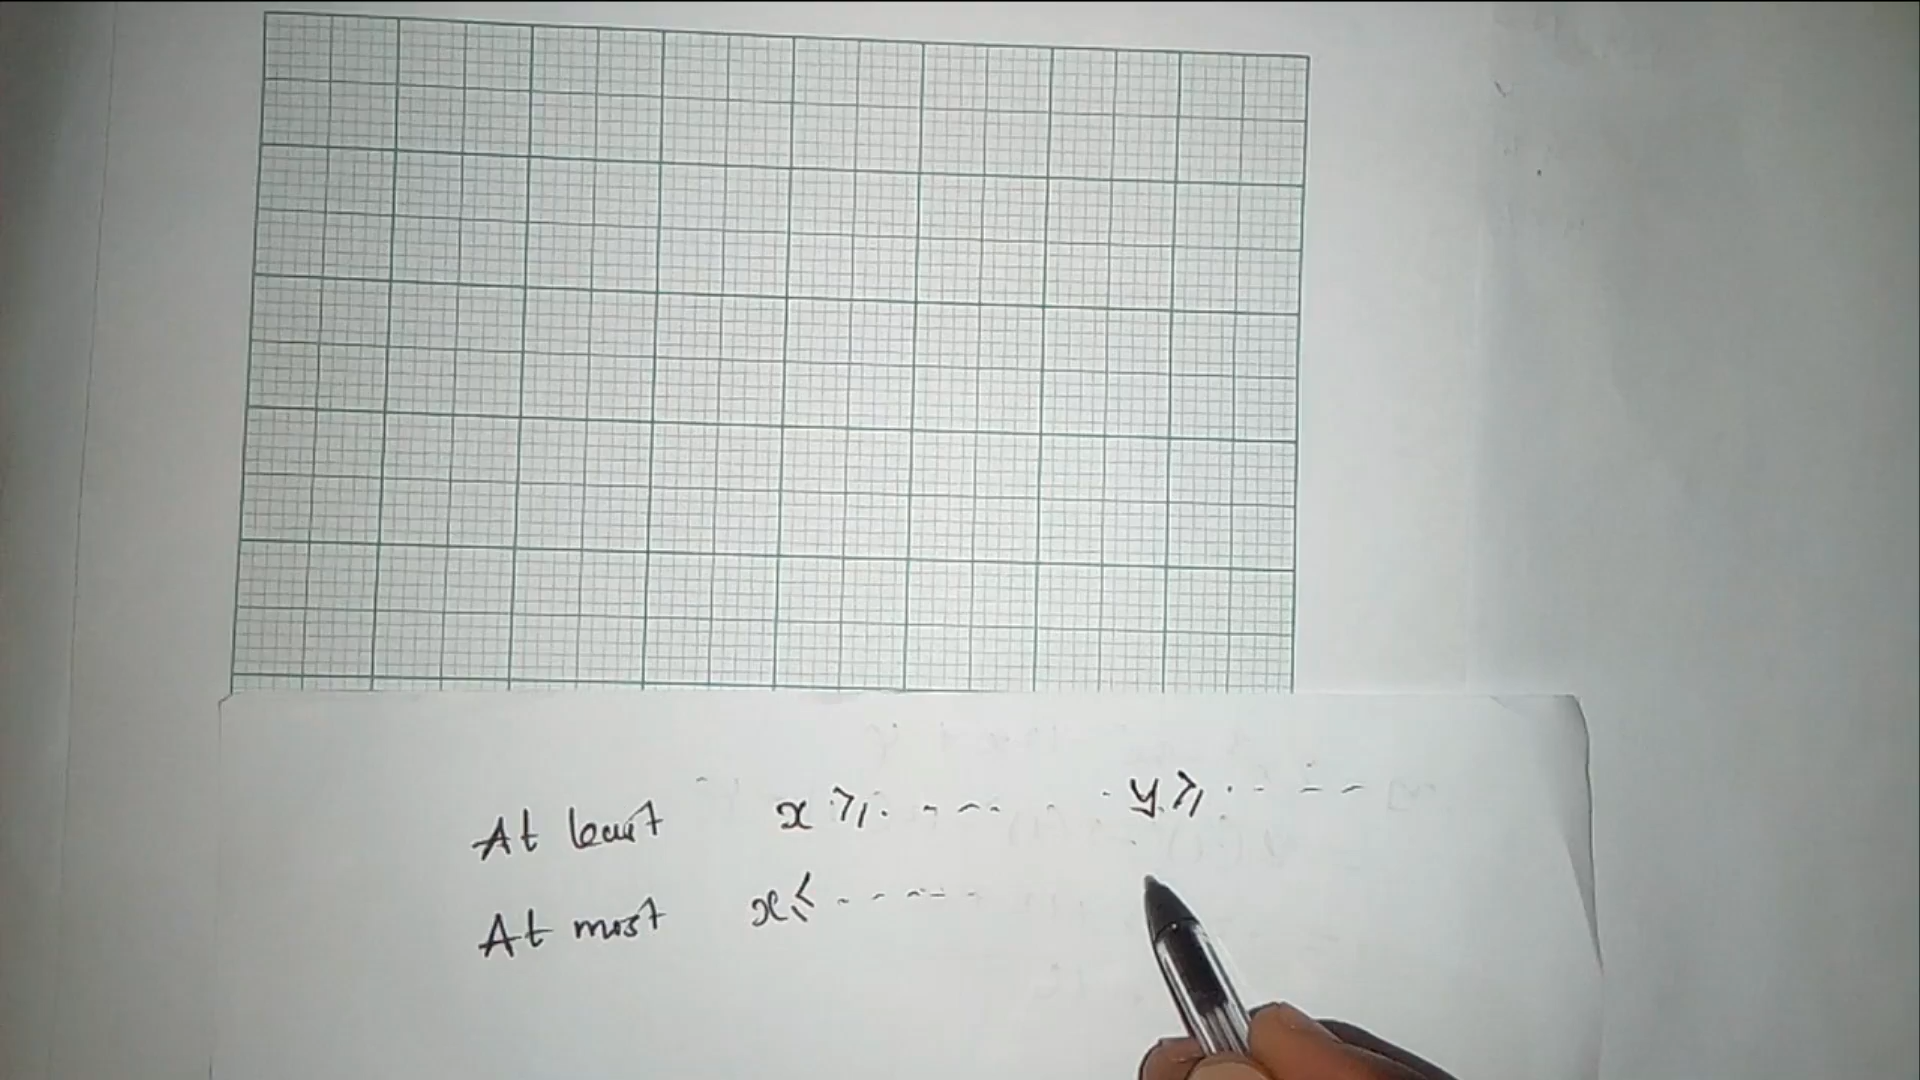 At least x ⩾ - - - - y ⩾ - - - -
At most x ⩽ - - - - -